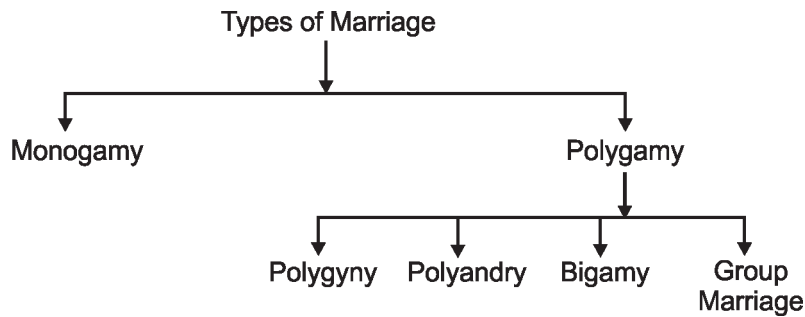 Types of Marriage
Monogamy
Polygamy
Polygyny
Polyandry
Bigamy
Group
Marriage